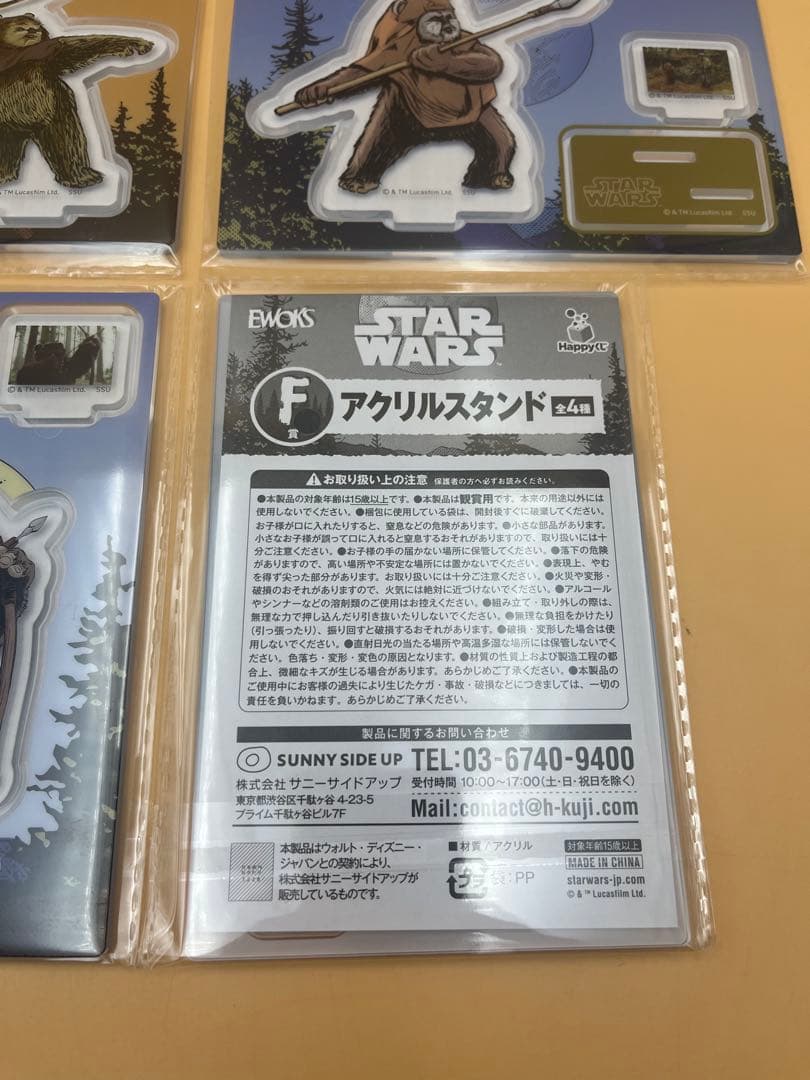 © & TM Lucasfilm Ltd. SSU
STAR WARS
© & TM Lucasfilm Ltd. SSU
TM Lucasfilm Ltd. SSU
© & TM Lucasfilm Ltd. SSU
© & TM Lucasfilm Ltd. SSU
EWOKS
STAR
WARS™
Happyくじ
F賞 アクリルスタンド 全4種
お取り扱い上の注意 保護者の方へ必ずお読みください。
●本製品の対象年齢は15歳以上です。●本製品は観賞用です。本来の用途以外には
使用しないでください。●梱包に使用している袋は、開封後すぐに破棄してください。
お子様が口に入れたりすると、窒息などの危険があります。●小さな部品があります。
小さなお子様が誤って口に入れると窒息するおそれがありますので、取り扱いには十
分ご注意ください。●お子様の手の届かない場所に保管してください。●落下の危険
がありますので、高い場所や不安定な場所には置かないでください。●表現上、やむ
を得ず尖った部分があります。お取り扱いには十分ご注意ください。●火災や変形・
破損のおそれがありますので、火気には絶対に近づけないでください。●アルコール
やシンナーなどの溶剤類のご使用はお控えください。●組み立て・取り外しの際は、
無理な力で押し込んだり引き抜いたりしないでください。●無理な負担をかけたり
(引っ張ったり)、振り回すと破損するおそれがあります。●破損・変形した場合は使
用しないでください。●直射日光の当たる場所や高温多湿な場所には保管しないでく
ださい。色落ち・変形・変色の原因となります。●材質の性質上および製造工程の都
合上、微細なキズが生じる場合があります。あらかじめご了承ください。●本製品の
ご使用中にお客様の過失により生じたケガ・事故・破損などにつきましては、一切の
責任を負いかねます。あらかじめご了承ください。
製品に関するお問い合わせ
SUNNY SIDE UP
株式会社 サニーサイドアップ
東京都渋谷区千駄ヶ谷 4-23-5
プライム千駄ヶ谷ビル7F
TEL:03-6740-9400
受付時間 10:00～17:00(土・日・祝日を除く)
Mail:contact@h-kuji.com
本製品はウォルト・ディズニー・
ジャパンとの契約により、
株式会社サニーサイドアップが
販売しているものです。
■材質/アクリル
プラ 袋：PP
対象年齢15歳以上
MADE IN CHINA
starwars-jp.com
© & ™ Lucasfilm Ltd.